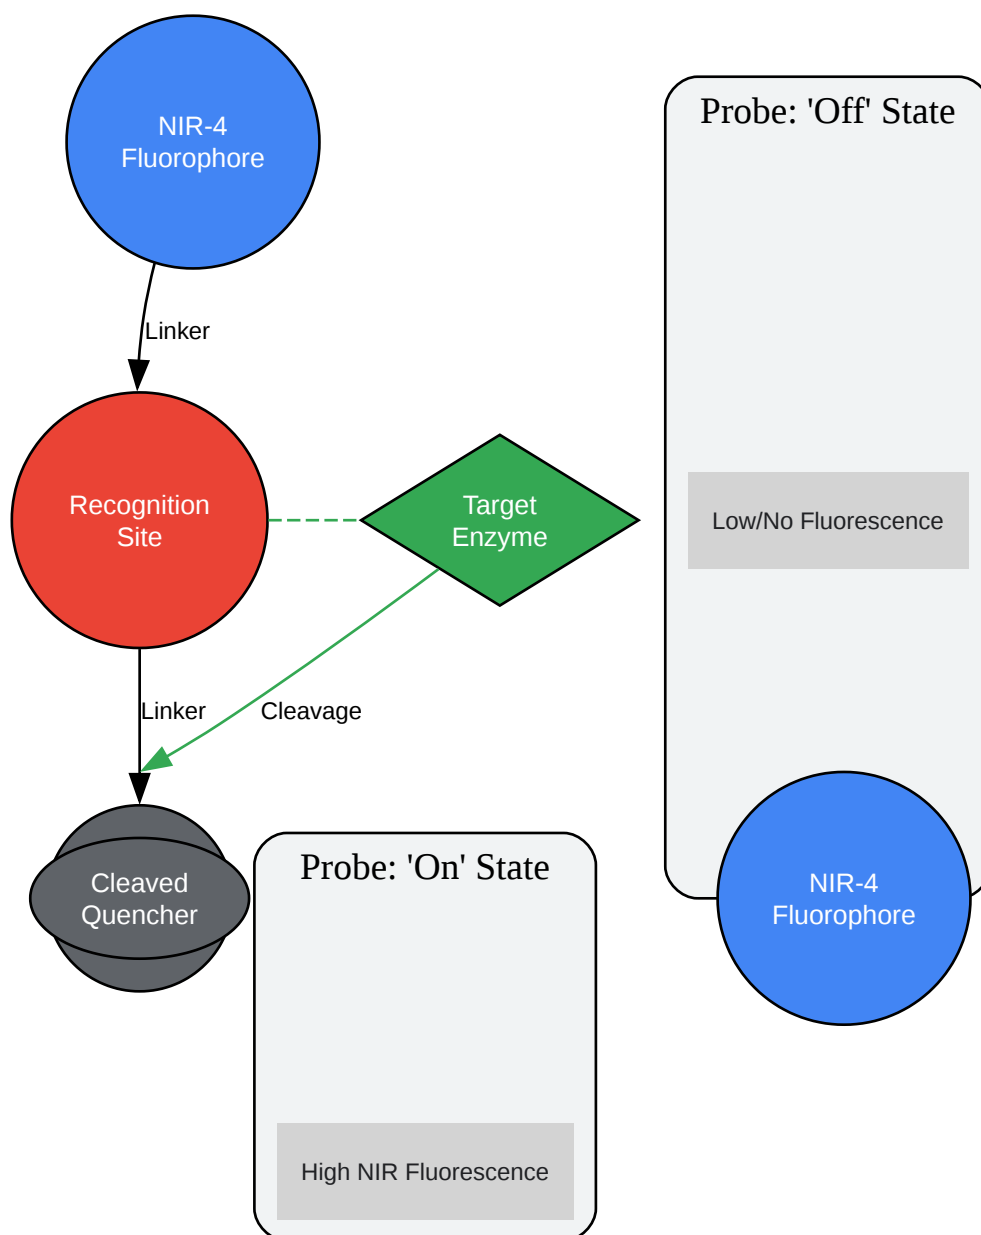 NIR-4
Fluorophore
Probe: 'Off' State
Linker
Recognition
Site
Target
Enzyme
Low/No Fluorescence
Linker
Cleavage
Cleaved
Quencher
Probe: 'On' State
NIR-4
Fluorophore
High NIR Fluorescence